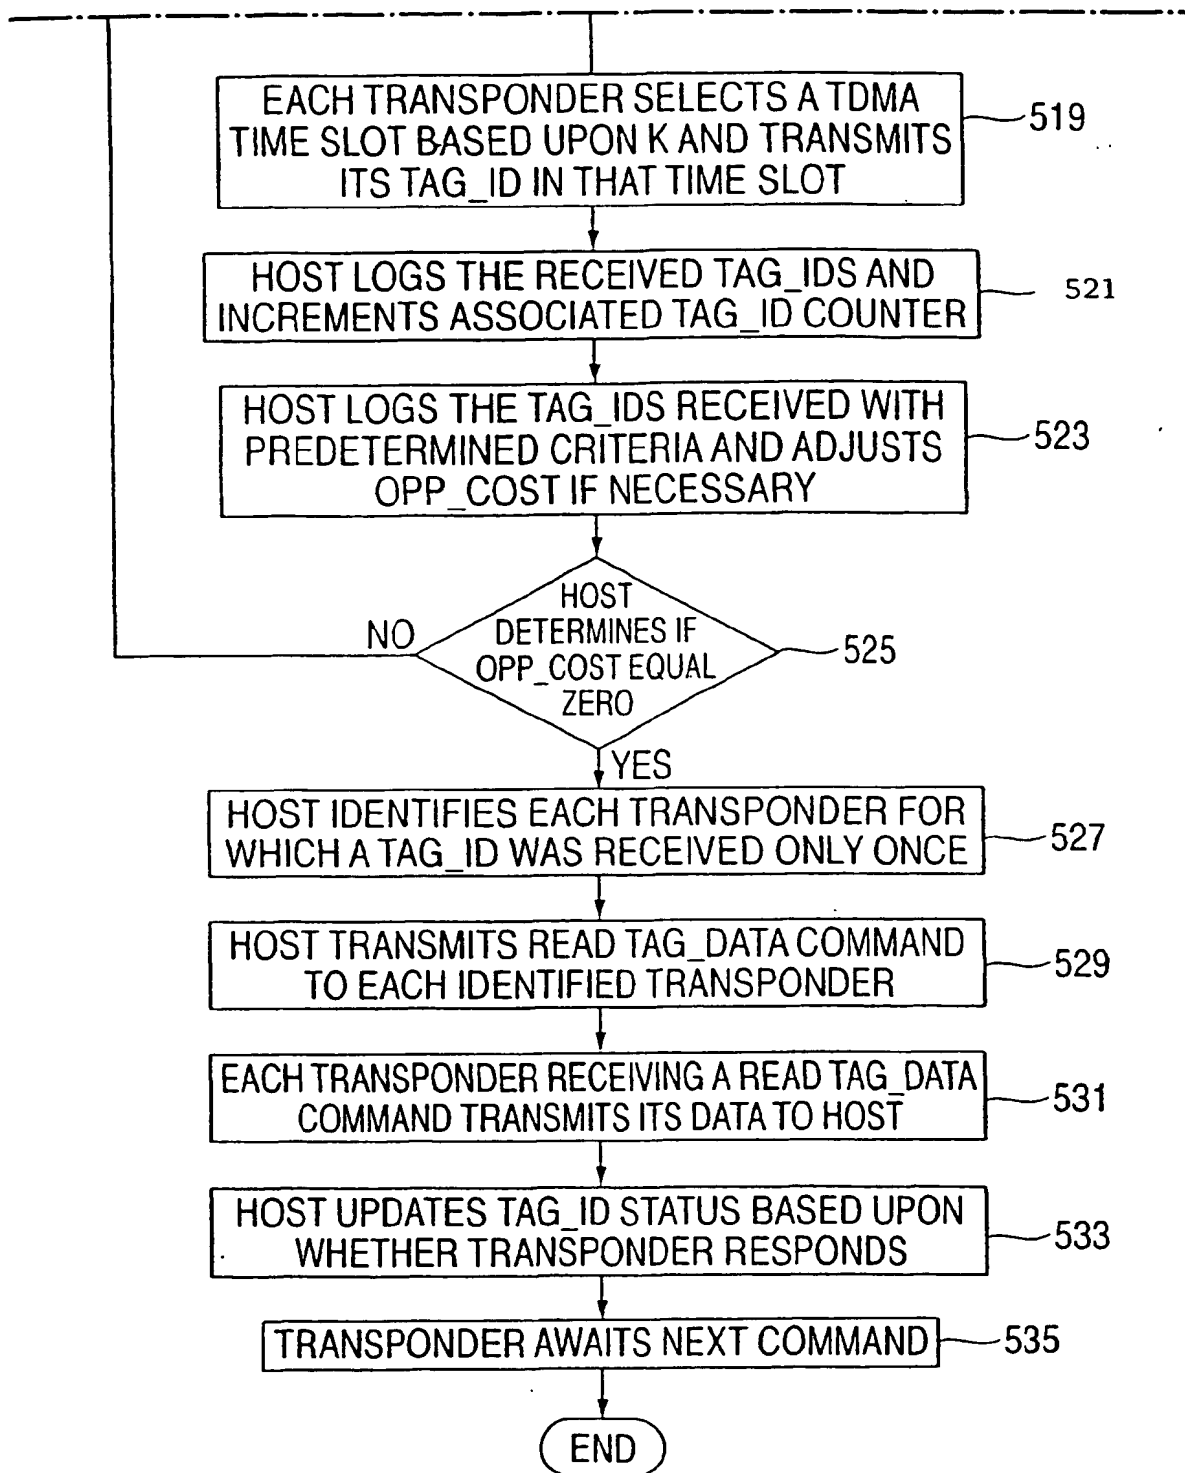 EACH TRANSPONDER SELECTS A TDMA
TIME SLOT BASED UPON K AND TRANSMITS
ITS TAG_ID IN THAT TIME SLOT
519
HOST LOGS THE RECEIVED TAG_IDS AND
INCREMENTS ASSOCIATED TAG_ID COUNTER
521
HOST LOGS THE TAG_IDS RECEIVED WITH
PREDETERMINED CRITERIA AND ADJUSTS
OPP_COST IF NECESSARY
523
HOST
DETERMINES IF
OPP_COST EQUAL
ZERO
525
NO
YES
HOST IDENTIFIES EACH TRANSPONDER FOR
WHICH A TAG_ID WAS RECEIVED ONLY ONCE
527
HOST TRANSMITS READ TAG_DATA COMMAND
TO EACH IDENTIFIED TRANSPONDER
529
EACH TRANSPONDER RECEIVING A READ TAG_DATA
COMMAND TRANSMITS ITS DATA TO HOST
531
HOST UPDATES TAG_ID STATUS BASED UPON
WHETHER TRANSPONDER RESPONDS
533
TRANSPONDER AWAITS NEXT COMMAND
535
END